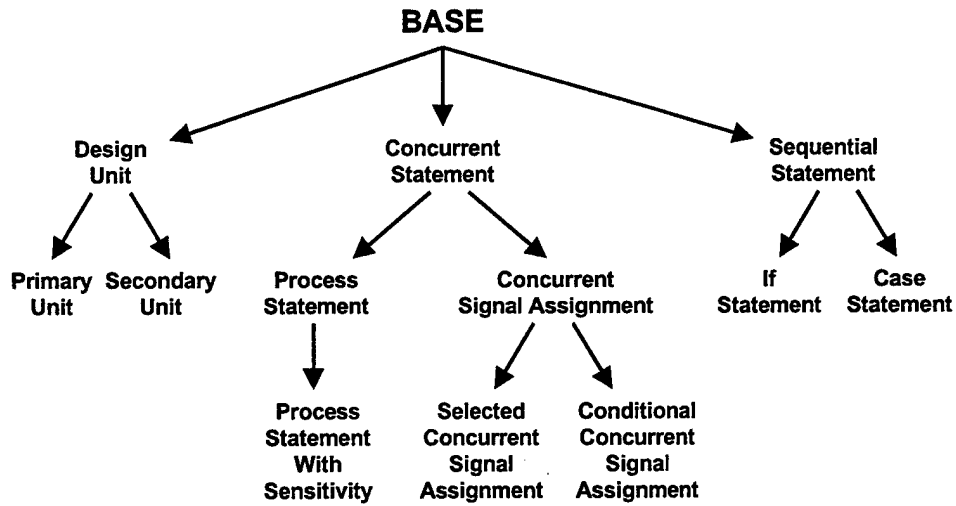 BASE
Design
Unit
Concurrent
Statement
Sequential
Statement
Primary
Unit
Secondary
Unit
Process
Statement
Concurrent
Signal Assignment
If
Statement
Case
Statement
Process
Statement
With
Sensitivity
Selected
Concurrent
Signal
Assignment
Conditional
Concurrent
Signal
Assignment